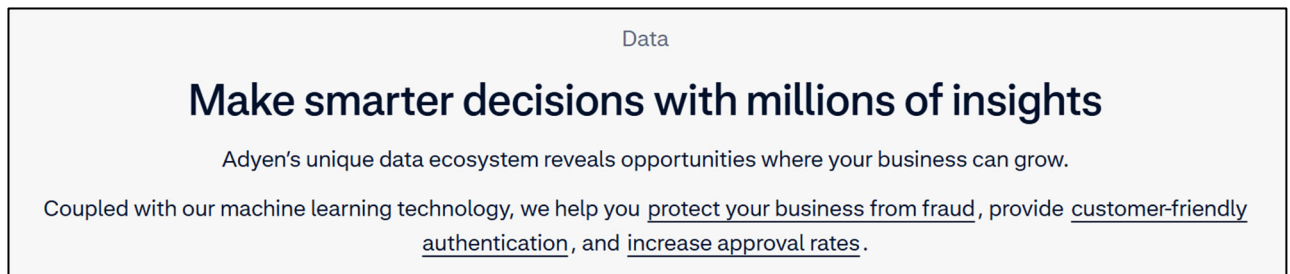 Data
Make smarter decisions with millions of insights
Adyen’s unique data ecosystem reveals opportunities where your business can grow.
Coupled with our machine learning technology, we help you protect your business from fraud, provide customer-friendly
authentication, and increase approval rates.